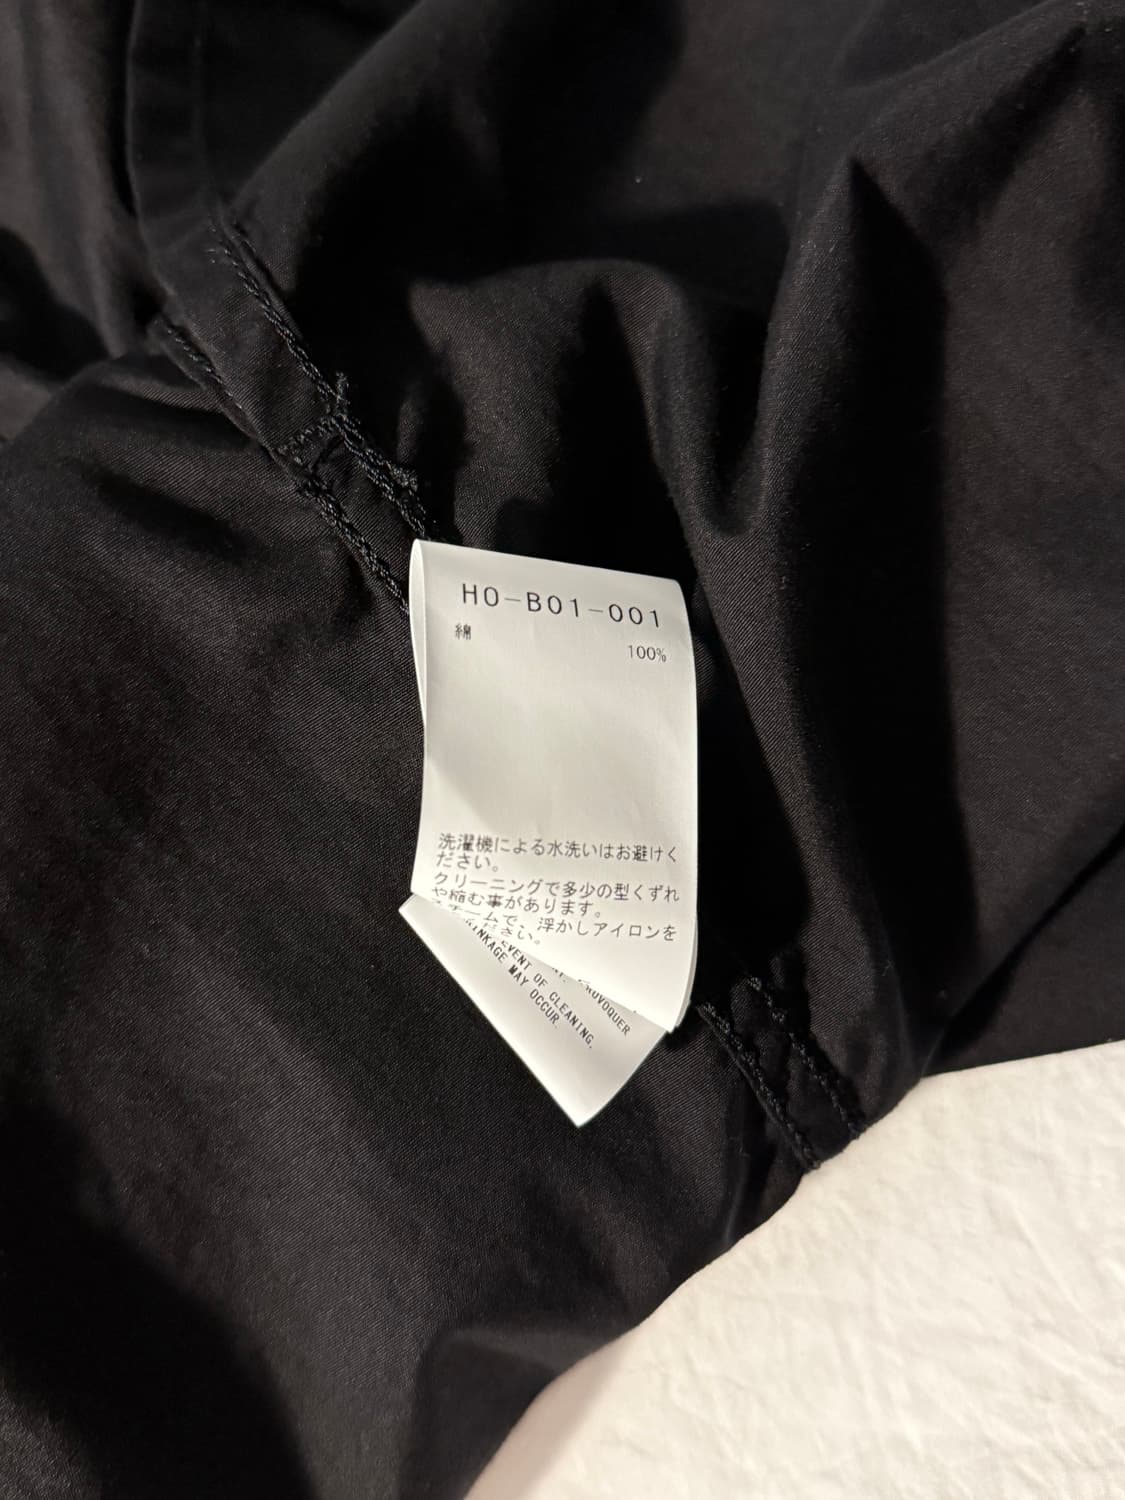 HO-B01-001
綿
100%
洗濯機による水洗いはお避けく
ださい。
クリーニングで多少の型くずれ
や縮む事があります。
スチームで、浮かしアイロンを
ださい。
PROVOQUER
EVENT OF CLEANING,
MAY OCCUR.